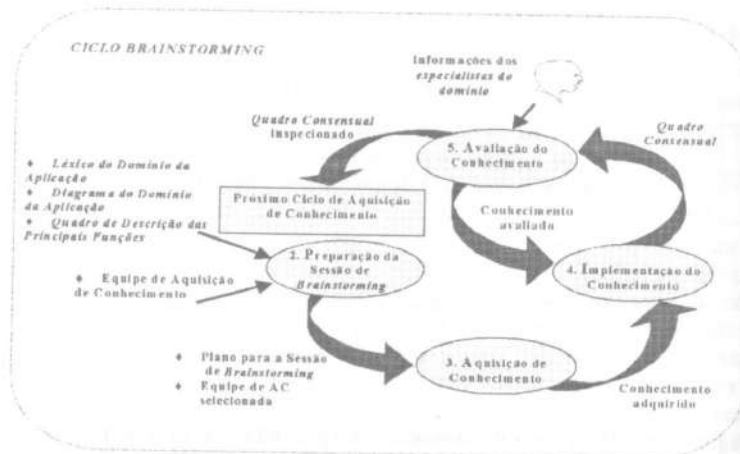 CICLO BRAINSTORMING
Informações dos
especialistas do
domínio
Quadro Consensual
inspecionado
Quadro
Consensual
5. Avaliação do
Conhecimento
♦ Léxico do Domínio da
Aplicação
♦ Diagrama do Domínio
da Aplicação
♦ Quadro de Descrição das
Principais Funções
Próximo Ciclo de Aquisição
de Conhecimento
Conhecimento
avaliado
2. Preparação da
Sessão de
Brainstorming
4. Implementação do
Conhecimento
♦ Equipe de Aquisição
de Conhecimento
♦ Plano para a Sessão
de Brainstorming
♦ Equipe de AC
selecionada
3. Aquisição de
Conhecimento
Conhecimento
adquirido